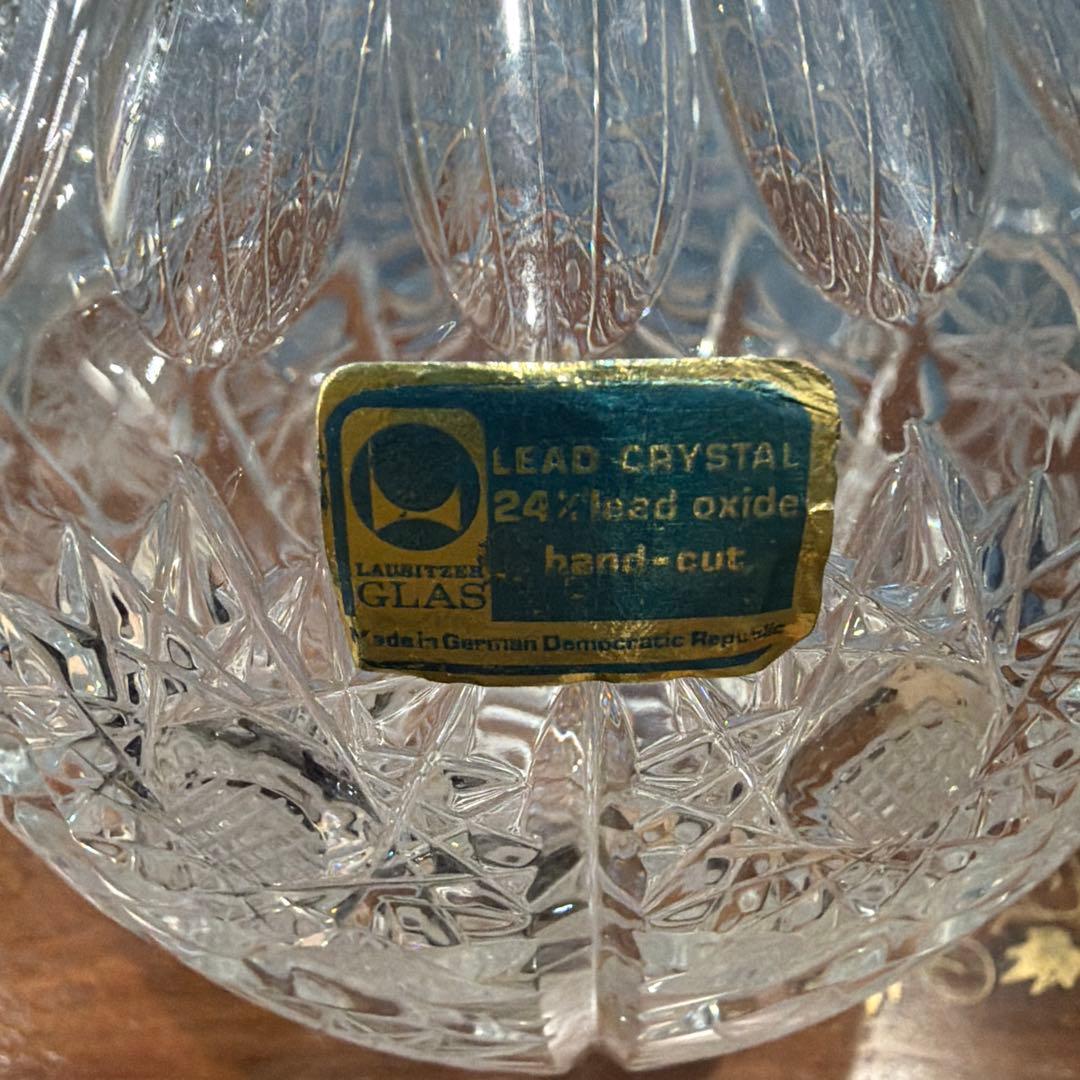 LEAD CRYSTAL
24% lead oxide
hand-cut
LAUSITZER
GLAS
Made in German Democratic Republic